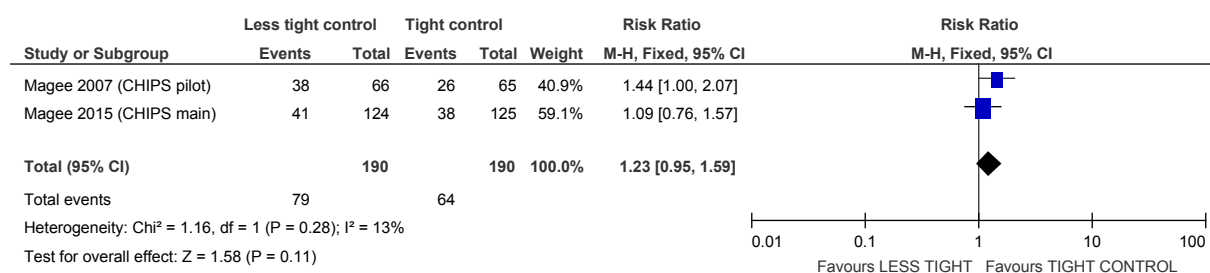 Less tight control Tight control Risk Ratio Risk Ratio
Study or Subgroup Events Total Events Total Weight M-H, Fixed, 95% CI M-H, Fixed, 95% CI
Magee 2007 (CHIPS pilot) 38 66 26 65 40.9% 1.44 [1.00, 2.07]
Magee 2015 (CHIPS main) 41 124 38 125 59.1% 1.09 [0.76, 1.57]
Total (95% CI) 190 190 100.0% 1.23 [0.95, 1.59]
Total events 79 64
Heterogeneity: Chi² = 1.16, df = 1 (P = 0.28); I² = 13%
Test for overall effect: Z = 1.58 (P = 0.11)
0.01 0.1 1 10 100
Favours LESS TIGHT Favours TIGHT CONTROL